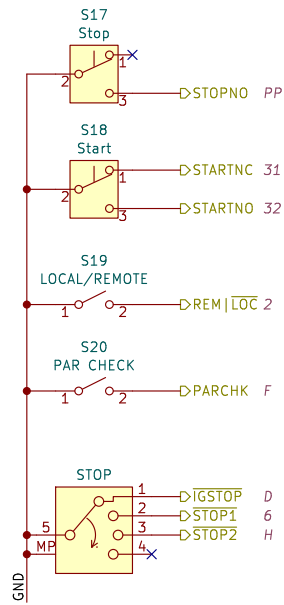 S17
Stop
1
2
3
STOPNO PP
S18
Start
1
STARTNC 31
2
3
STARTNO 32
S19
LOCAL/REMOTE
1 2
REM|LOC 2
S20
PAR CHECK
1 2
PARCHK F
STOP
1 IGSTOP D
2 STOP1 6
5 3 STOP2 H
MP 4
GND